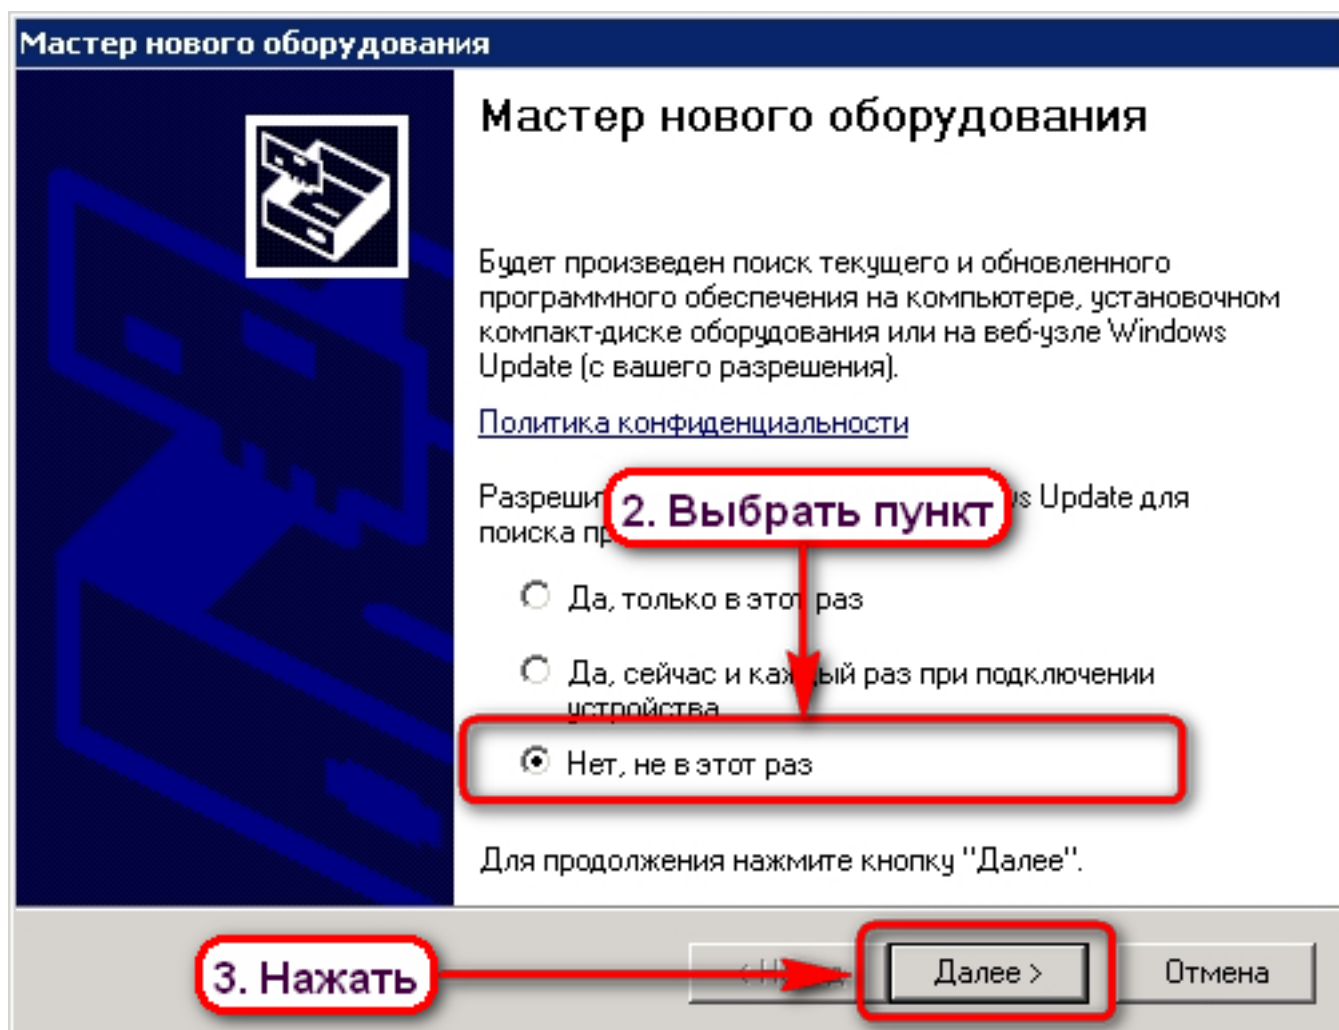 Мастер нового оборудования
Мастер нового оборудования
Будет произведен поиск текущего и обновленного
программного обеспечения на компьютере, установочном
компакт-диске оборудования или на веб-узле Windows
Update (с вашего разрешения).
Политика конфиденциальности
Update для
поиска
2. Выбрать пункт
Да, только в этот раз
Да, сейчас и каждый раз при подключении
устройства
Нет, не в этот раз
Для продолжения нажмите кнопку "Далее".
3. Нажать
Далее >
Отмена